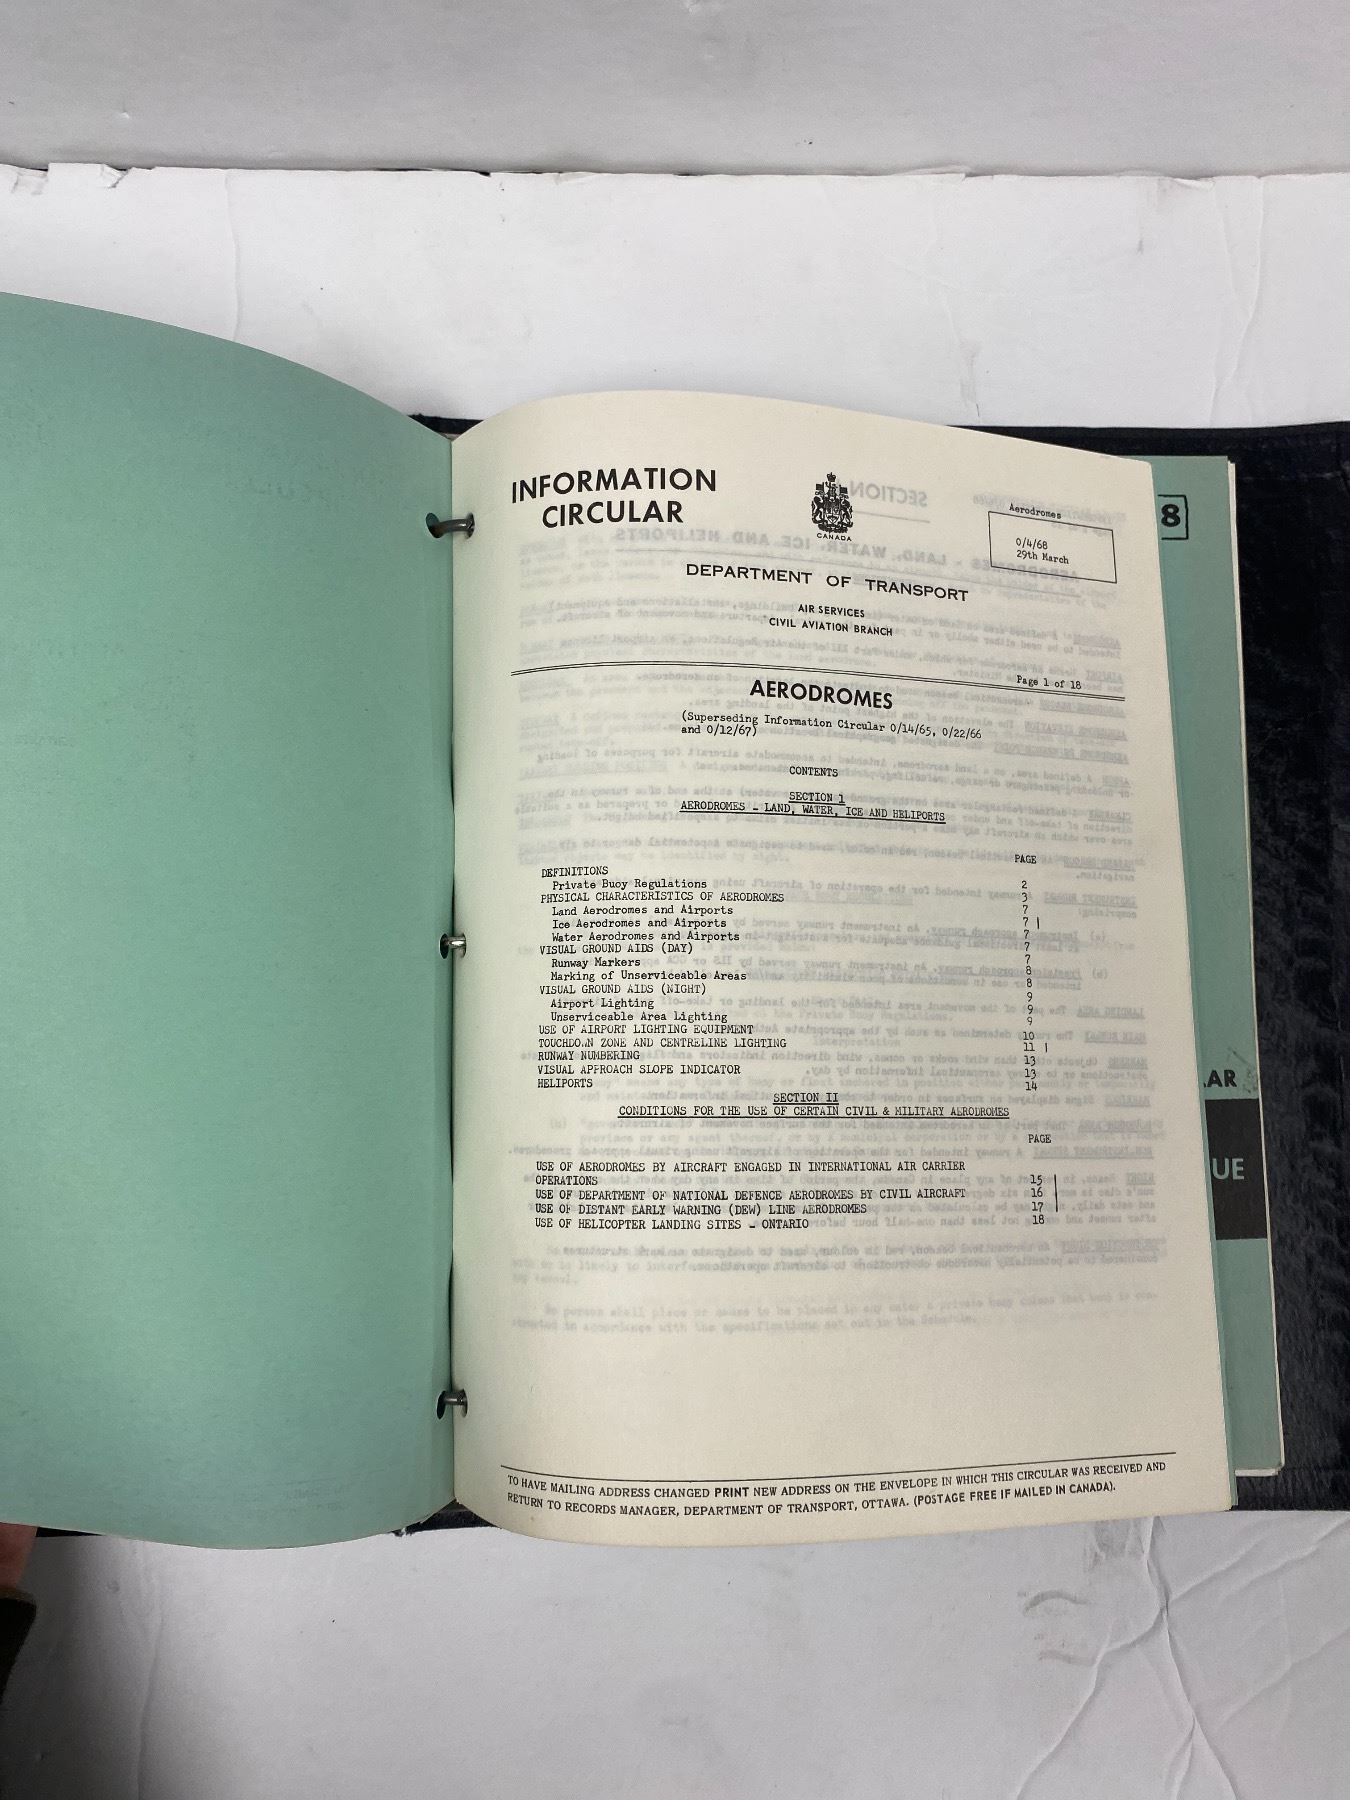 INFORMATION
CIRCULAR
CANADA
Aerodromes
0/4/68
29th March
8
DEPARTMENT OF TRANSPORT
AIR SERVICES
CIVIL AVIATION BRANCH
Page 1 of 18
AERODROMES
(Superseding Information Circular 0/14/65, 0/22/66
and 0/12/67)
CONTENTS
SECTION 1
AERODROMES - LAND, WATER, ICE AND HELIPORTS
PAGE
DEFINITIONS
Private Buoy Regulations 2
PHYSICAL CHARACTERISTICS OF AERODROMES 3
Land Aerodromes and Airports 7
Ice Aerodromes and Airports 7 |
Water Aerodromes and Airports 7
VISUAL GROUND AIDS (DAY) 7
Runway Markers 7
Marking of Unserviceable Areas 8
VISUAL GROUND AIDS (NIGHT) 8
Airport Lighting 9
Unserviceable Area Lighting 9
USE OF AIRPORT LIGHTING EQUIPMENT 9
TOUCHDOWN ZONE AND CENTRELINE LIGHTING 10
RUNWAY NUMBERING 11 |
VISUAL APPROACH SLOPE INDICATOR 13
HELIPORTS 13
14
SECTION II
CONDITIONS FOR THE USE OF CERTAIN CIVIL & MILITARY AERODROMES
PAGE
USE OF AERODROMES BY AIRCRAFT ENGAGED IN INTERNATIONAL AIR CARRIER
OPERATIONS 15
USE OF DEPARTMENT OF NATIONAL DEFENCE AERODROMES BY CIVIL AIRCRAFT 16
USE OF DISTANT EARLY WARNING (DEW) LINE AERODROMES 17
USE OF HELICOPTER LANDING SITES - ONTARIO 18
TO HAVE MAILING ADDRESS CHANGED PRINT NEW ADDRESS ON THE ENVELOPE IN WHICH THIS CIRCULAR WAS RECEIVED AND
RETURN TO RECORDS MANAGER, DEPARTMENT OF TRANSPORT, OTTAWA. (POSTAGE FREE IF MAILED IN CANADA).
AR
UE